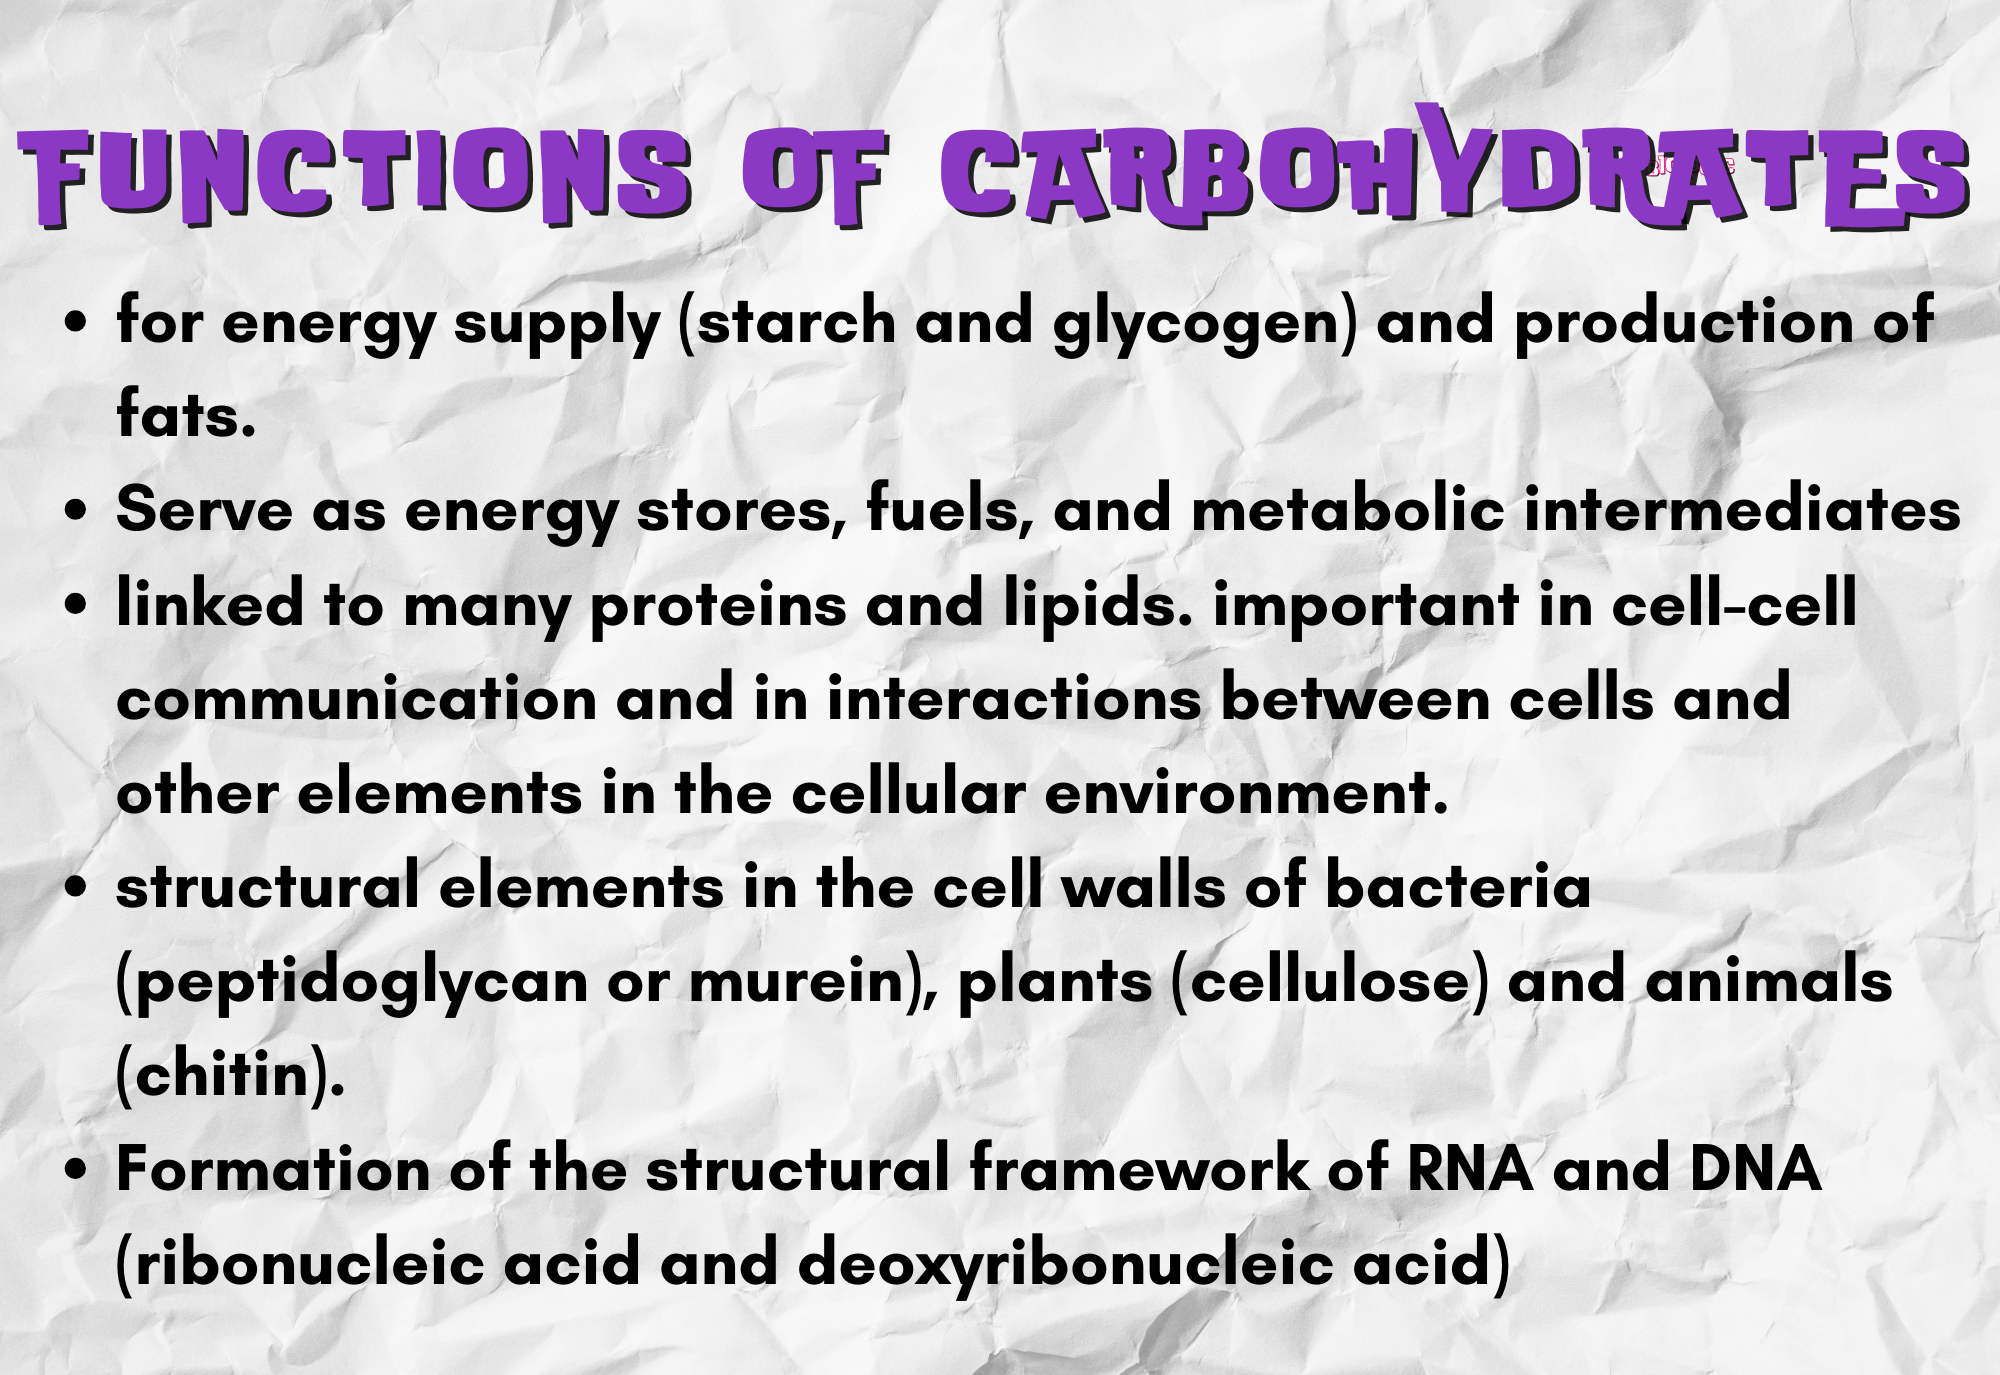 FUNCTIONS OF CARBOHYDRATES
• for energy supply (starch and glycogen) and production of
fats.
• Serve as energy stores, fuels, and metabolic intermediates
• linked to many proteins and lipids. important in cell-cell
communication and in interactions between cells and
other elements in the cellular environment.
• structural elements in the cell walls of bacteria
(peptidoglycan or murein), plants (cellulose) and animals
(chitin).
• Formation of the structural framework of RNA and DNA
(ribonucleic acid and deoxyribonucleic acid)